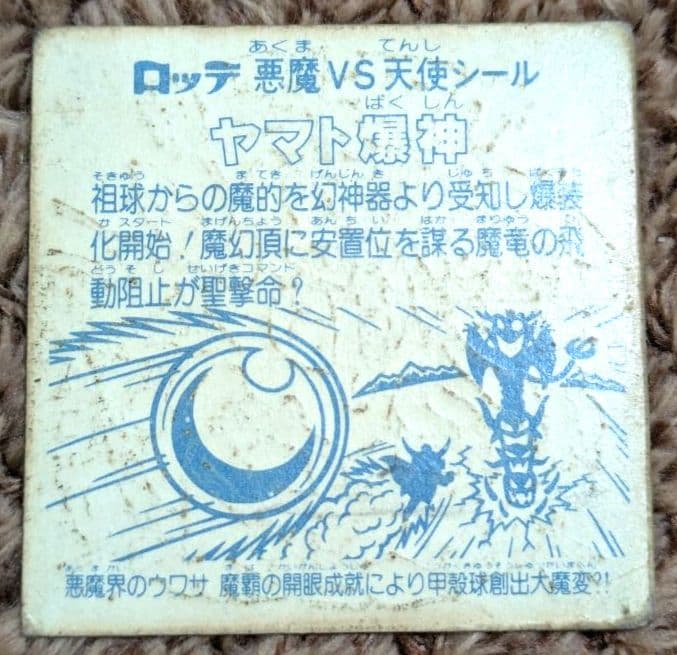 ロッテ 悪魔VS天使シール
ヤマト爆神
祖球からの魔的を幻神器より受知し爆装
化開始！魔幻頂に安置位を謀る魔竜の飛
動阻止が聖撃命？
悪魔界のウワサ 魔覇の開眼成就により甲殻球創出大魔変?!